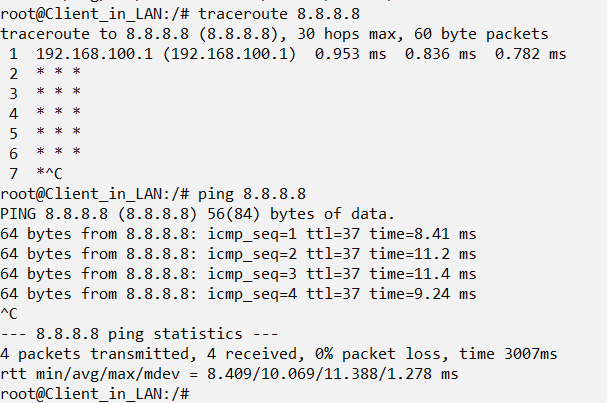 root@Client_in_LAN:/# traceroute 8.8.8.8
traceroute to 8.8.8.8 (8.8.8.8), 30 hops max, 60 byte packets
 1  192.168.100.1 (192.168.100.1)  0.953 ms  0.836 ms  0.782 ms
 2  * * *
 3  * * *
 4  * * *
 5  * * *
 6  * * *
 7  *^C
root@Client_in_LAN:/# ping 8.8.8.8
PING 8.8.8.8 (8.8.8.8) 56(84) bytes of data.
64 bytes from 8.8.8.8: icmp_seq=1 ttl=37 time=8.41 ms
64 bytes from 8.8.8.8: icmp_seq=2 ttl=37 time=11.2 ms
64 bytes from 8.8.8.8: icmp_seq=3 ttl=37 time=11.4 ms
64 bytes from 8.8.8.8: icmp_seq=4 ttl=37 time=9.24 ms
^C
--- 8.8.8.8 ping statistics ---
4 packets transmitted, 4 received, 0% packet loss, time 3007ms
rtt min/avg/max/mdev = 8.409/10.069/11.388/1.278 ms
root@Client_in_LAN:/#